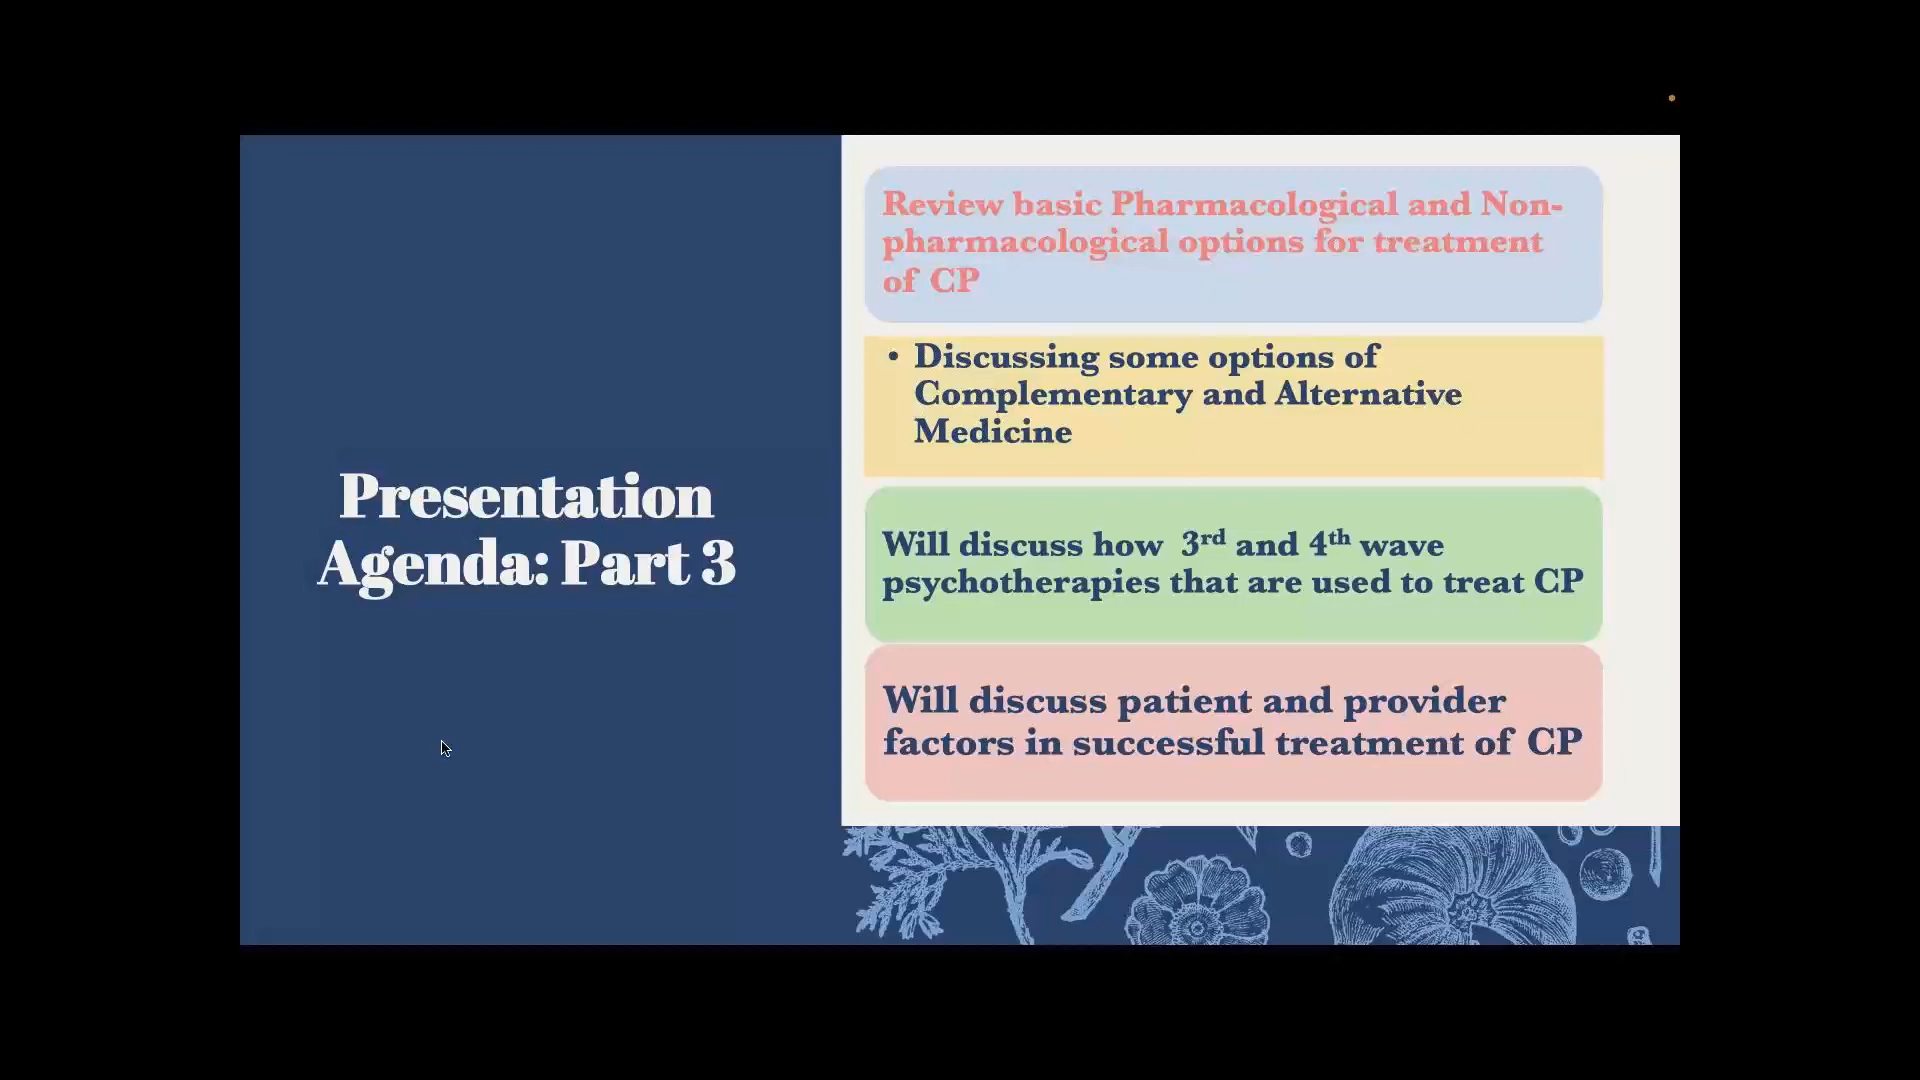 Presentation
Agenda: Part 3
Review basic Pharmacological and Non-
pharmacological options for treatment
of CP
• Discussing some options of
Complementary and Alternative
Medicine
Will discuss how 3rd and 4th wave
psychotherapies that are used to treat CP
Will discuss patient and provider
factors in successful treatment of CP